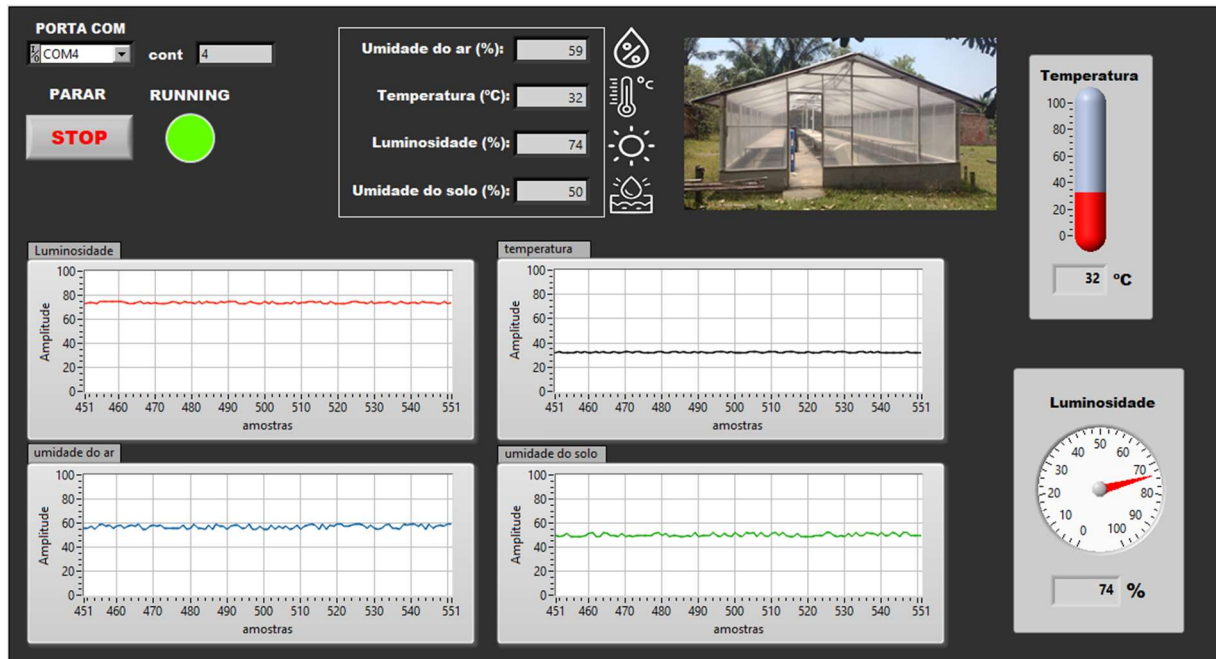 PORTA COM
COM4
cont 4
PARAR
RUNNING
STOP
Umidade do ar (%): 59
Temperatura (ºC): 32
Luminosidade (%): 74
Umidade do solo (%): 50
%
°C
Temperatura
100
80
60
40
20
0
32 ºC
Luminosidade
Amplitude
100
80
60
40
20
0
451 460 470 480 490 500 510 520 530 540 551
amostras
temperatura
Amplitude
100
80
60
40
20
0
451 460 470 480 490 500 510 520 530 540 551
amostras
umidade do ar
Amplitude
100
80
60
40
20
0
451 460 470 480 490 500 510 520 530 540 551
amostras
umidade do solo
Amplitude
100
80
60
40
20
0
451 460 470 480 490 500 510 520 530 540 551
amostras
Luminosidade
0 10 20 30 40 50 60 70 80 90 100
74 %